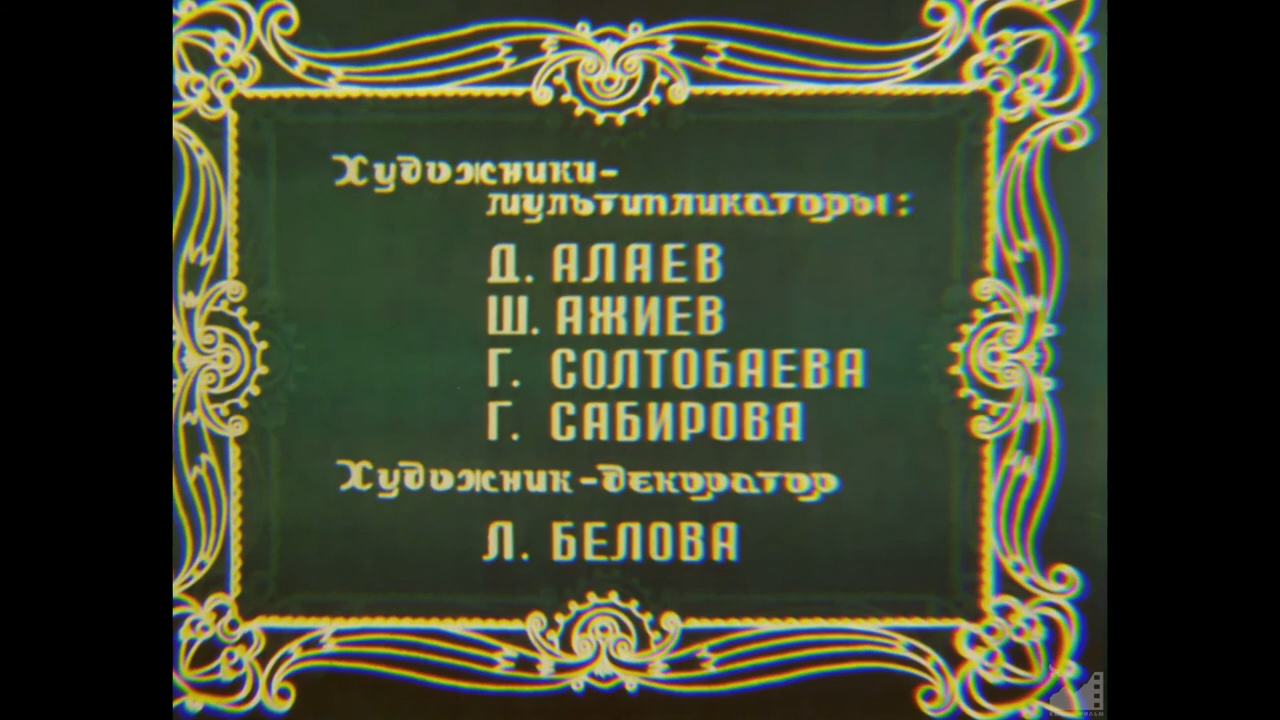 Художники-
мультипликаторы:
Д. АЛАЕВ
Ш. АЖИЕВ
Г. СОЛТОБАЕВА
Г. САБИРОВА
Художник-декоратор
Л. БЕЛОВА